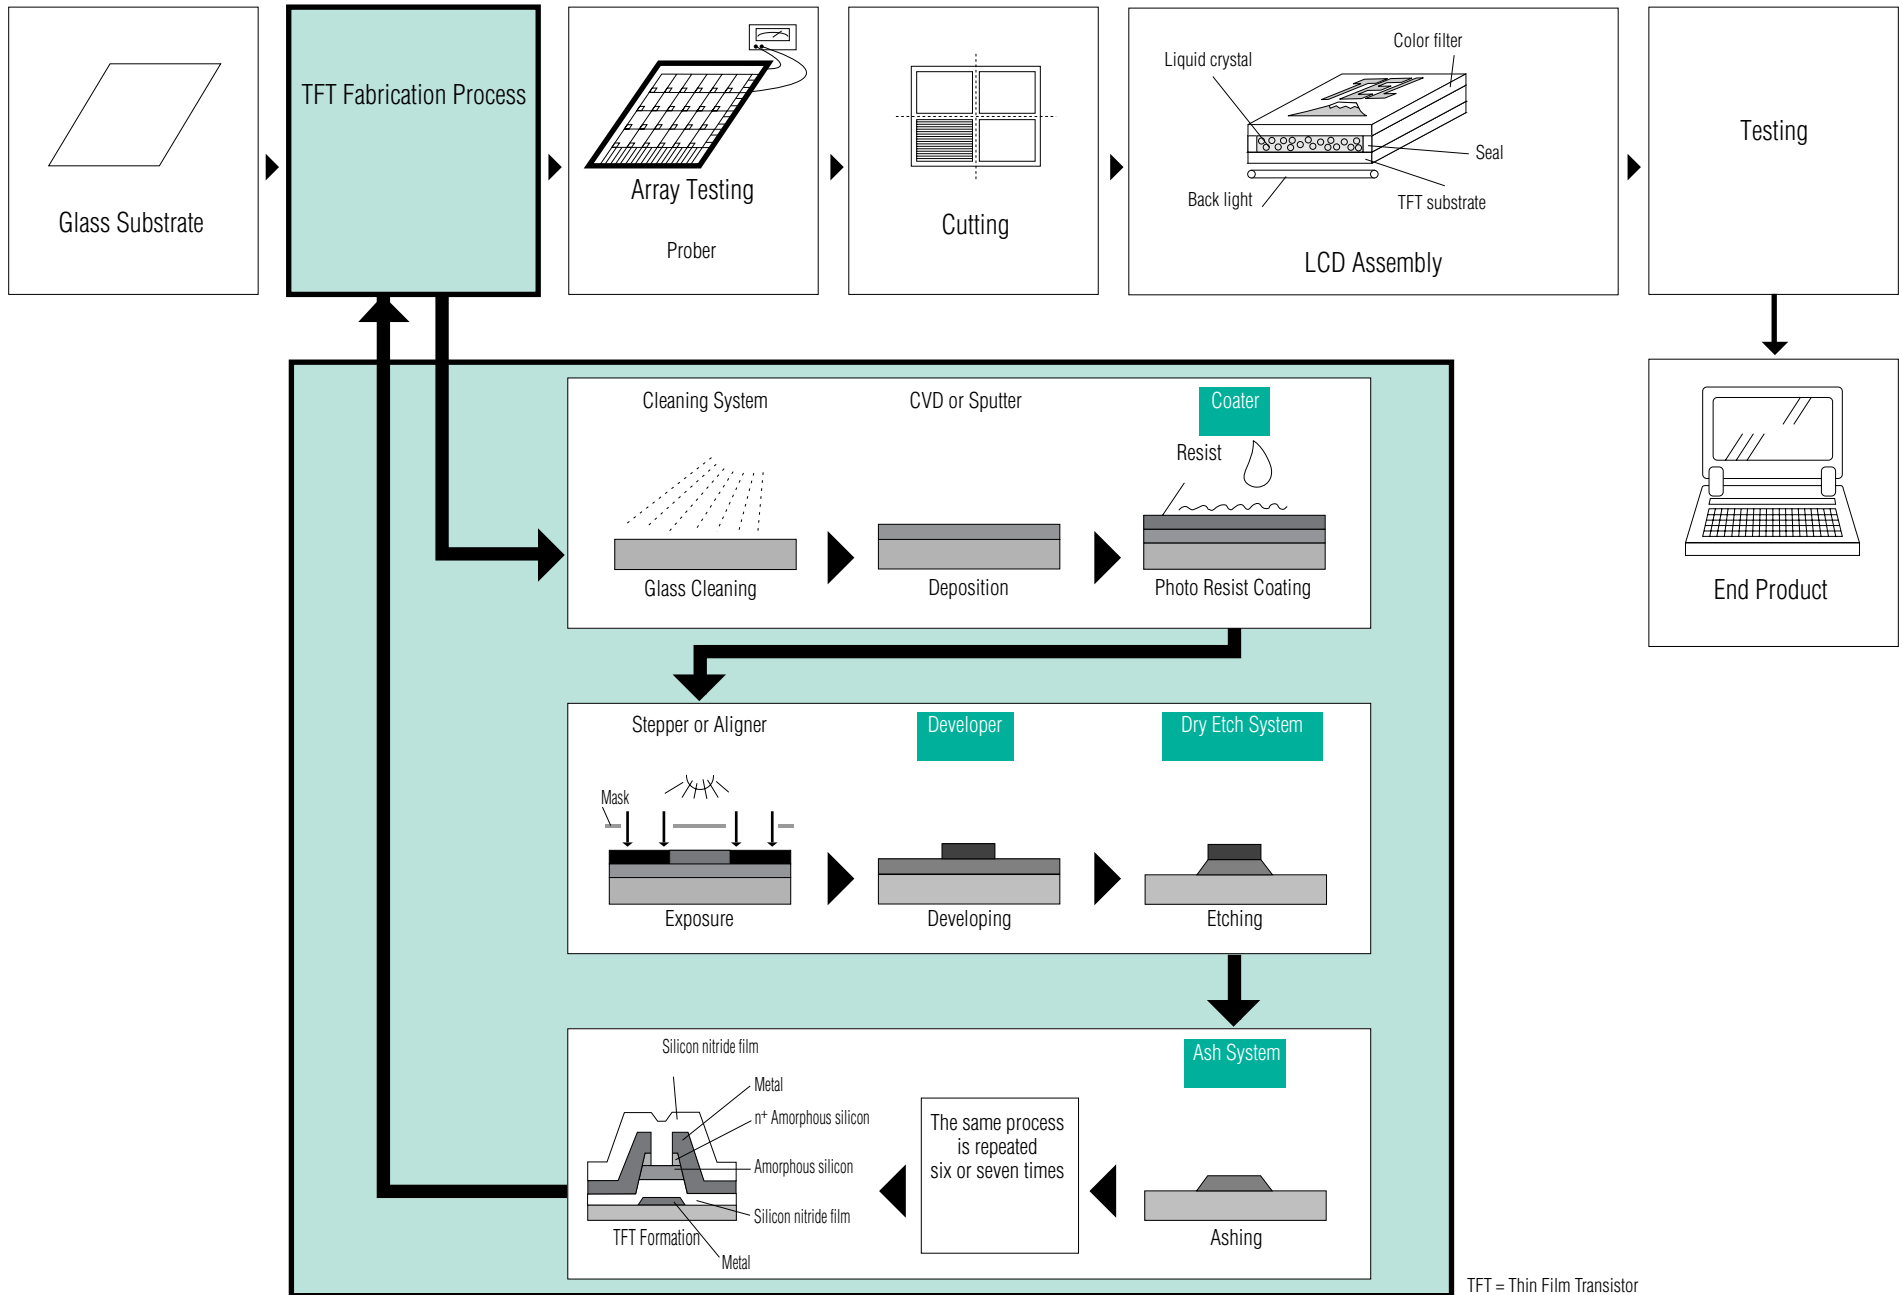 Glass Substrate
TFT Fabrication Process
Array Testing
Prober
Cutting
Liquid crystal
Color filter
Seal
Back light
TFT substrate
LCD Assembly
Testing
End Product
Cleaning System
CVD or Sputter
Coater
Resist
Glass Cleaning
Deposition
Photo Resist Coating
Stepper or Aligner
Developer
Dry Etch System
Mask
Exposure
Developing
Etching
Silicon nitride film
Metal
n+ Amorphous silicon
Amorphous silicon
Silicon nitride film
TFT Formation
Metal
The same process
is repeated
six or seven times
Ash System
Ashing
TFT = Thin Film Transistor